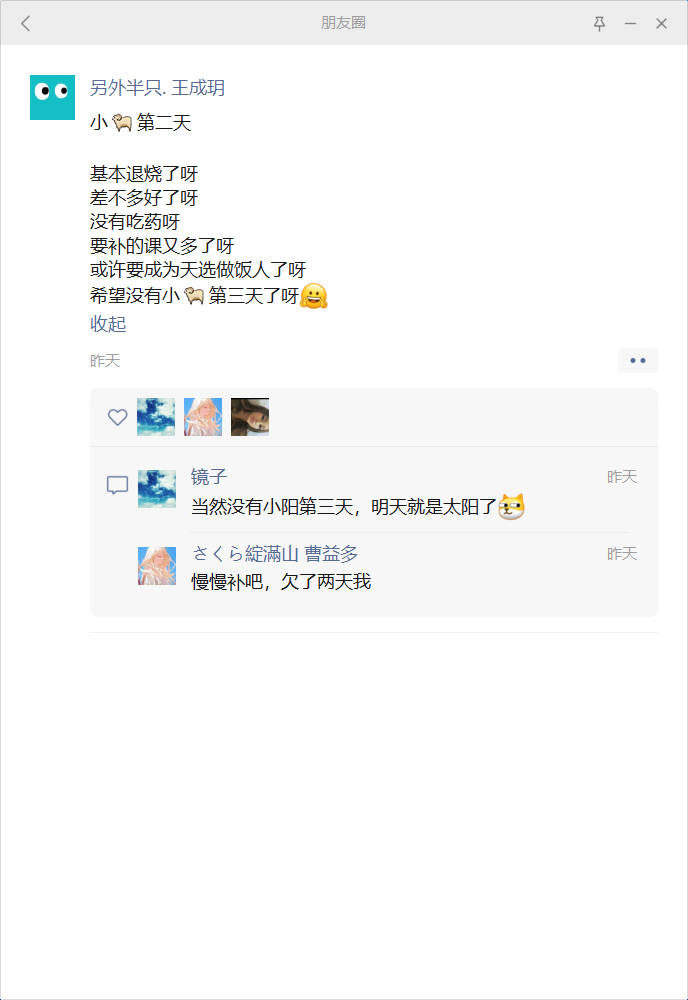 朋友圈
另外半只. 王成玥
小🐏第二天
基本退烧了呀
差不多好了呀
没有吃药呀
要补的课又多了呀
或许要成为天选做饭人了呀
希望没有小🐏第三天了呀🤗
收起
昨天
镜子 昨天
当然没有小阳第三天，明天就是太阳了
さくら綻滿山 曹益多 昨天
慢慢补吧，欠了两天我